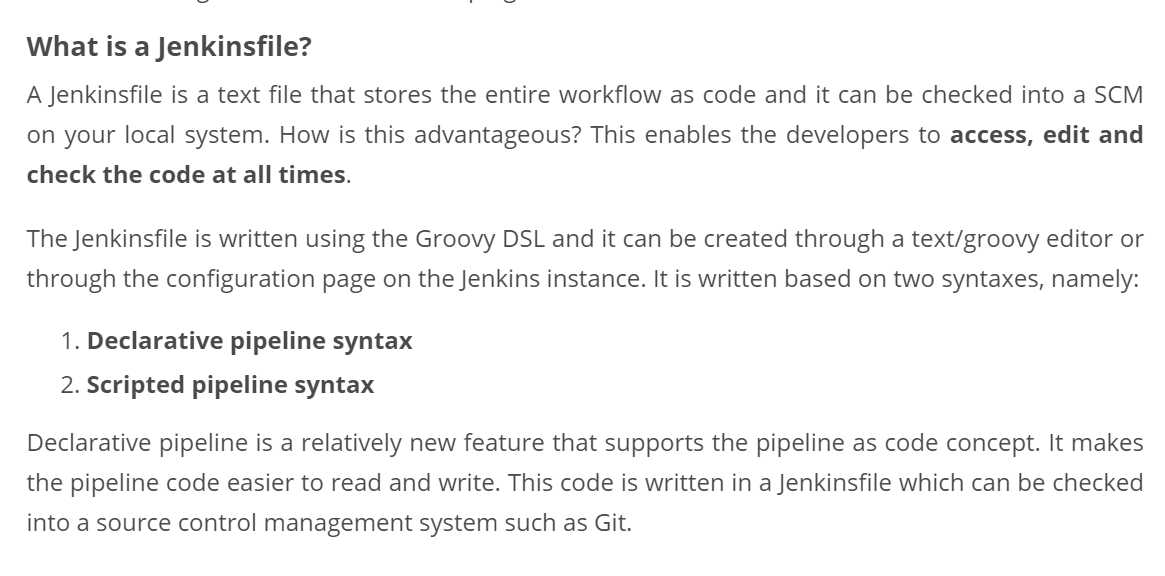 What is a Jenkinsfile?
A Jenkinsfile is a text file that stores the entire workflow as code and it can be checked into a SCM
on your local system. How is this advantageous? This enables the developers to access, edit and
check the code at all times.
The Jenkinsfile is written using the Groovy DSL and it can be created through a text/groovy editor or
through the configuration page on the Jenkins instance. It is written based on two syntaxes, namely:
1. Declarative pipeline syntax
2. Scripted pipeline syntax
Declarative pipeline is a relatively new feature that supports the pipeline as code concept. It makes
the pipeline code easier to read and write. This code is written in a Jenkinsfile which can be checked
into a source control management system such as Git.